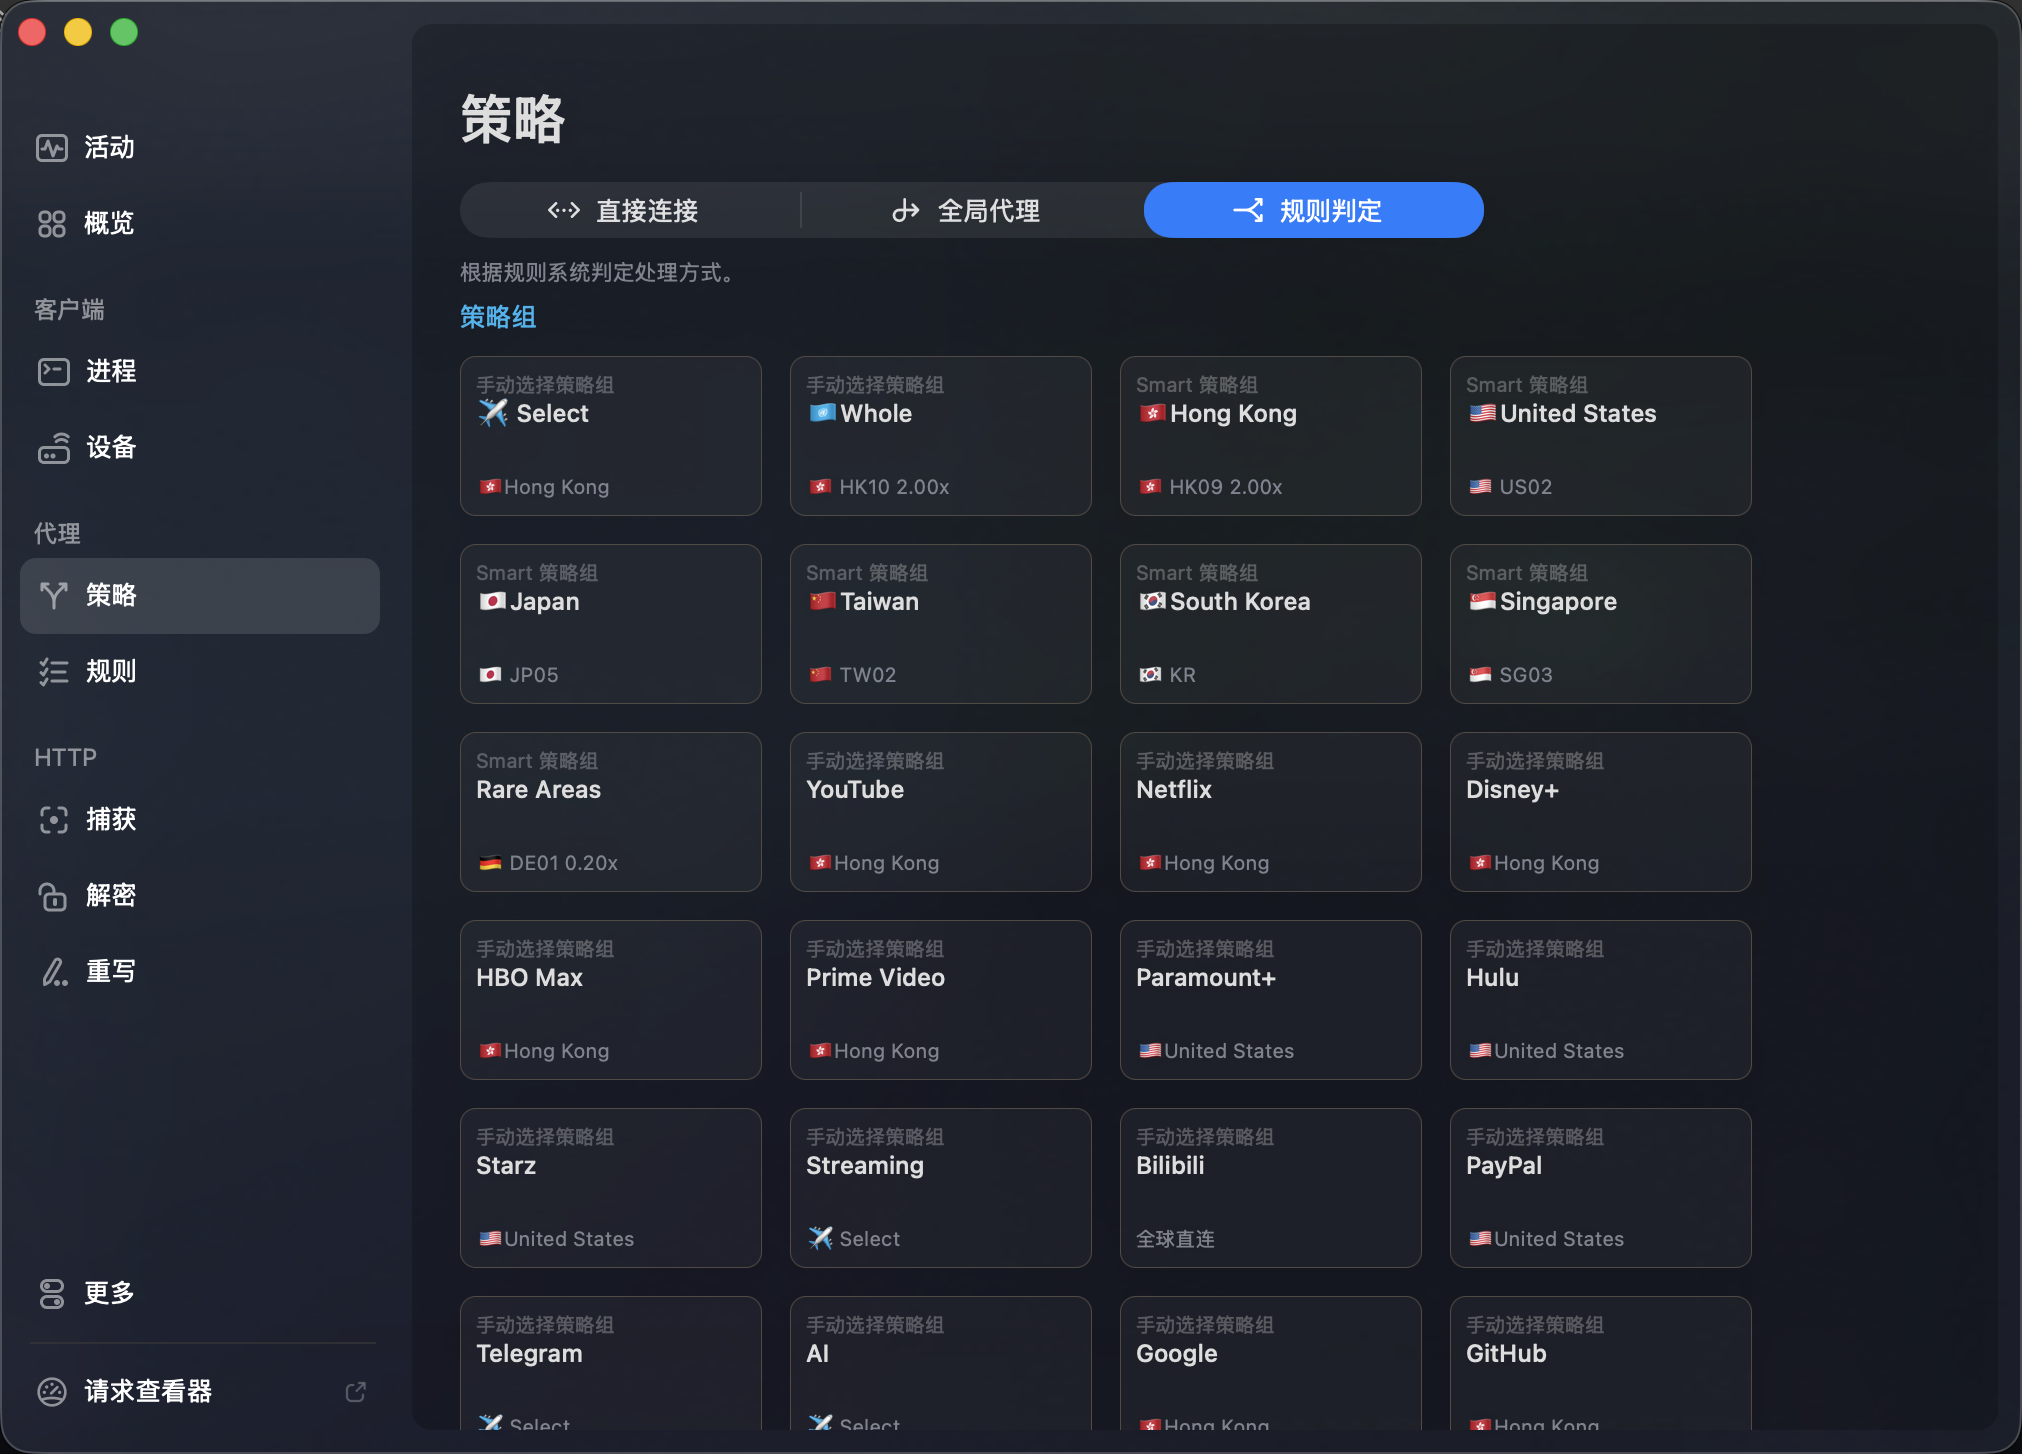 活动
概览
客户端
进程
设备
代理
策略
规则
HTTP
捕获
解密
重写
更多
请求查看器
策略
直接连接
全局代理
规则判定
根据规则系统判定处理方式。
策略组
手动选择策略组
✈️ Select
🇭🇰Hong Kong
手动选择策略组
🇺🇳Whole
🇭🇰 HK10 2.00x
Smart 策略组
🇭🇰Hong Kong
🇭🇰 HK09 2.00x
Smart 策略组
🇺🇸United States
🇺🇸 US02
Smart 策略组
🇯🇵Japan
🇯🇵 JP05
Smart 策略组
🇨🇳Taiwan
🇨🇳 TW02
Smart 策略组
🇰🇷South Korea
🇰🇷 KR
Smart 策略组
🇸🇬Singapore
🇸🇬 SG03
Smart 策略组
Rare Areas
🇩🇪 DE01 0.20x
手动选择策略组
YouTube
🇭🇰Hong Kong
手动选择策略组
Netflix
🇭🇰Hong Kong
手动选择策略组
Disney+
🇭🇰Hong Kong
手动选择策略组
HBO Max
🇭🇰Hong Kong
手动选择策略组
Prime Video
🇭🇰Hong Kong
手动选择策略组
Paramount+
🇺🇸United States
手动选择策略组
Hulu
🇺🇸United States
手动选择策略组
Starz
🇺🇸United States
手动选择策略组
Streaming
✈️ Select
手动选择策略组
Bilibili
全球直连
手动选择策略组
PayPal
🇺🇸United States
手动选择策略组
Telegram
✈️ Select
手动选择策略组
AI
✈️ Select
手动选择策略组
Google
🇭🇰Hong Kong
手动选择策略组
GitHub
🇭🇰Hong Kong